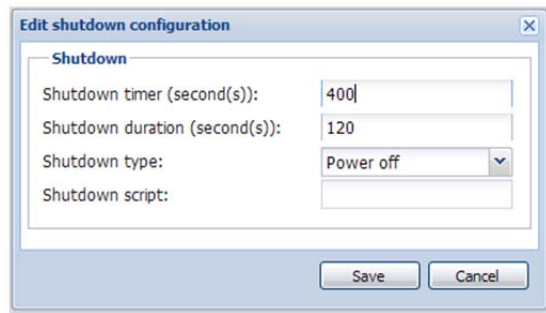 Edit shutdown configuration
Shutdown
Shutdown timer (second(s)): 400
Shutdown duration (second(s)): 120
Shutdown type: Power off
Shutdown script:
Save Cancel